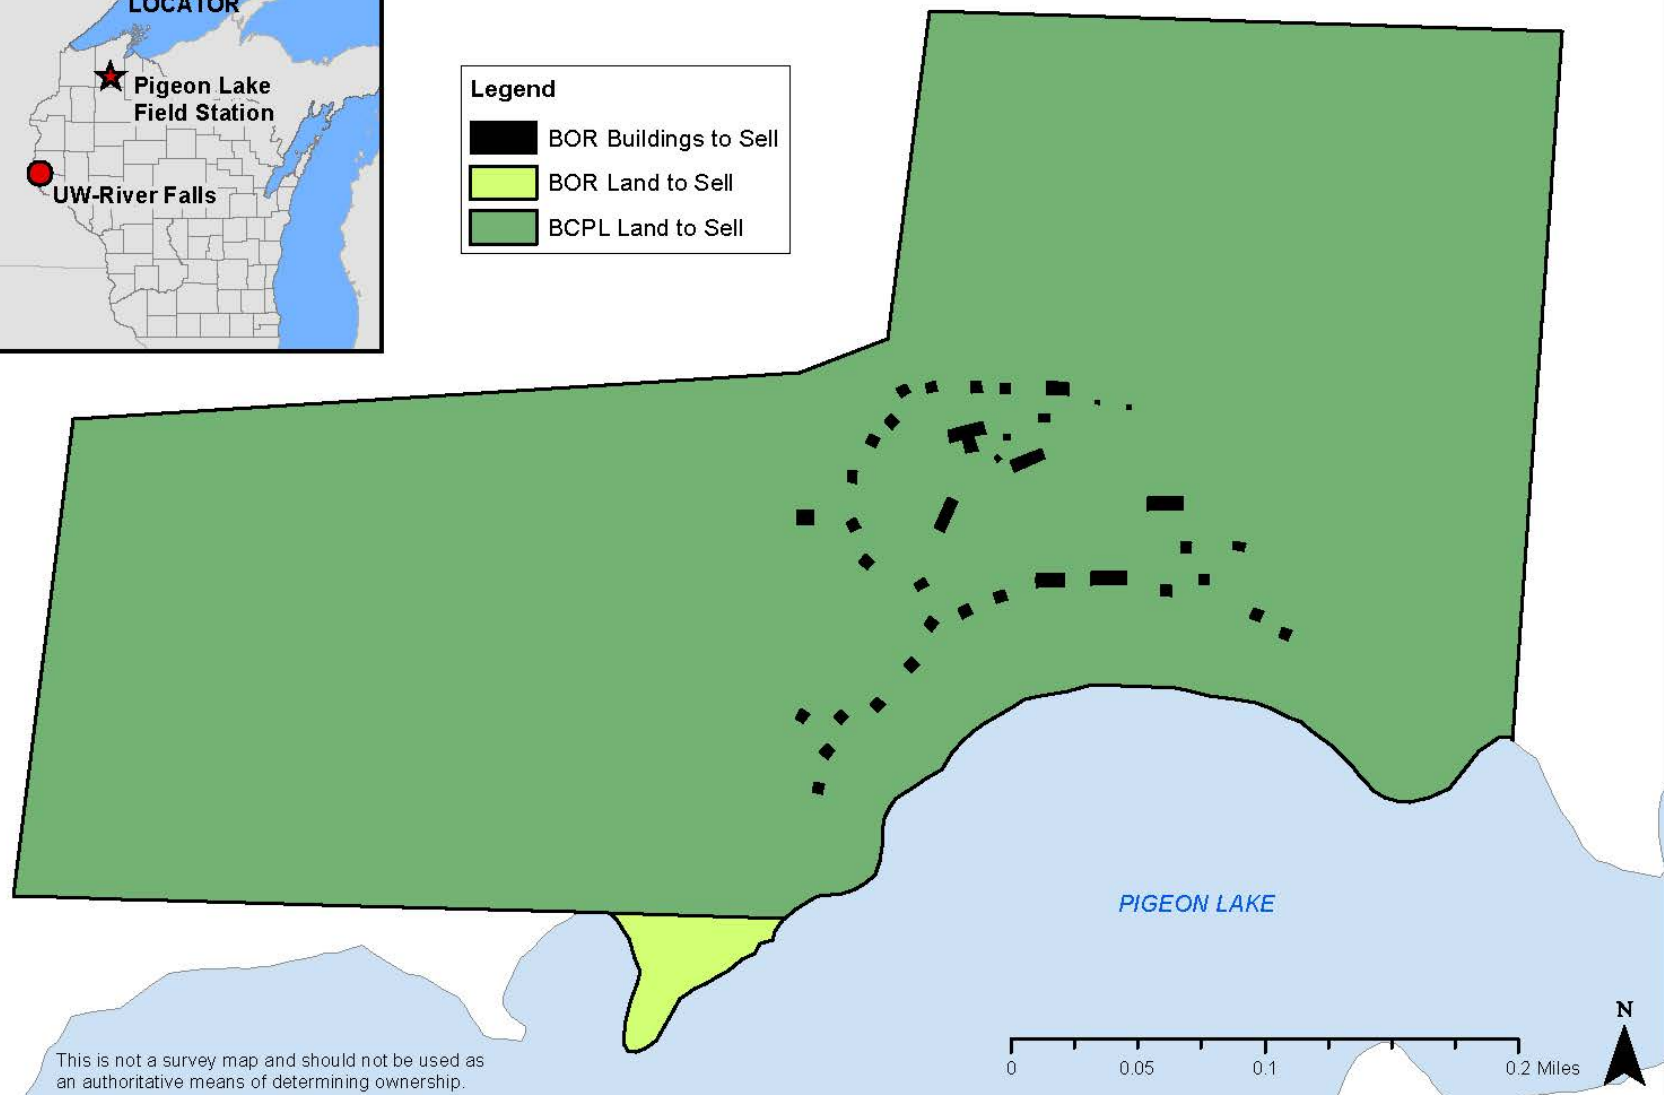 LOCATOR
Pigeon Lake
Field Station
UW-River Falls
Legend
BOR Buildings to Sell
BOR Land to Sell
BCPL Land to Sell
PIGEON LAKE
N
0 0.05 0.1 0.2 Miles
This is not a survey map and should not be used as
an authoritative means of determining ownership.